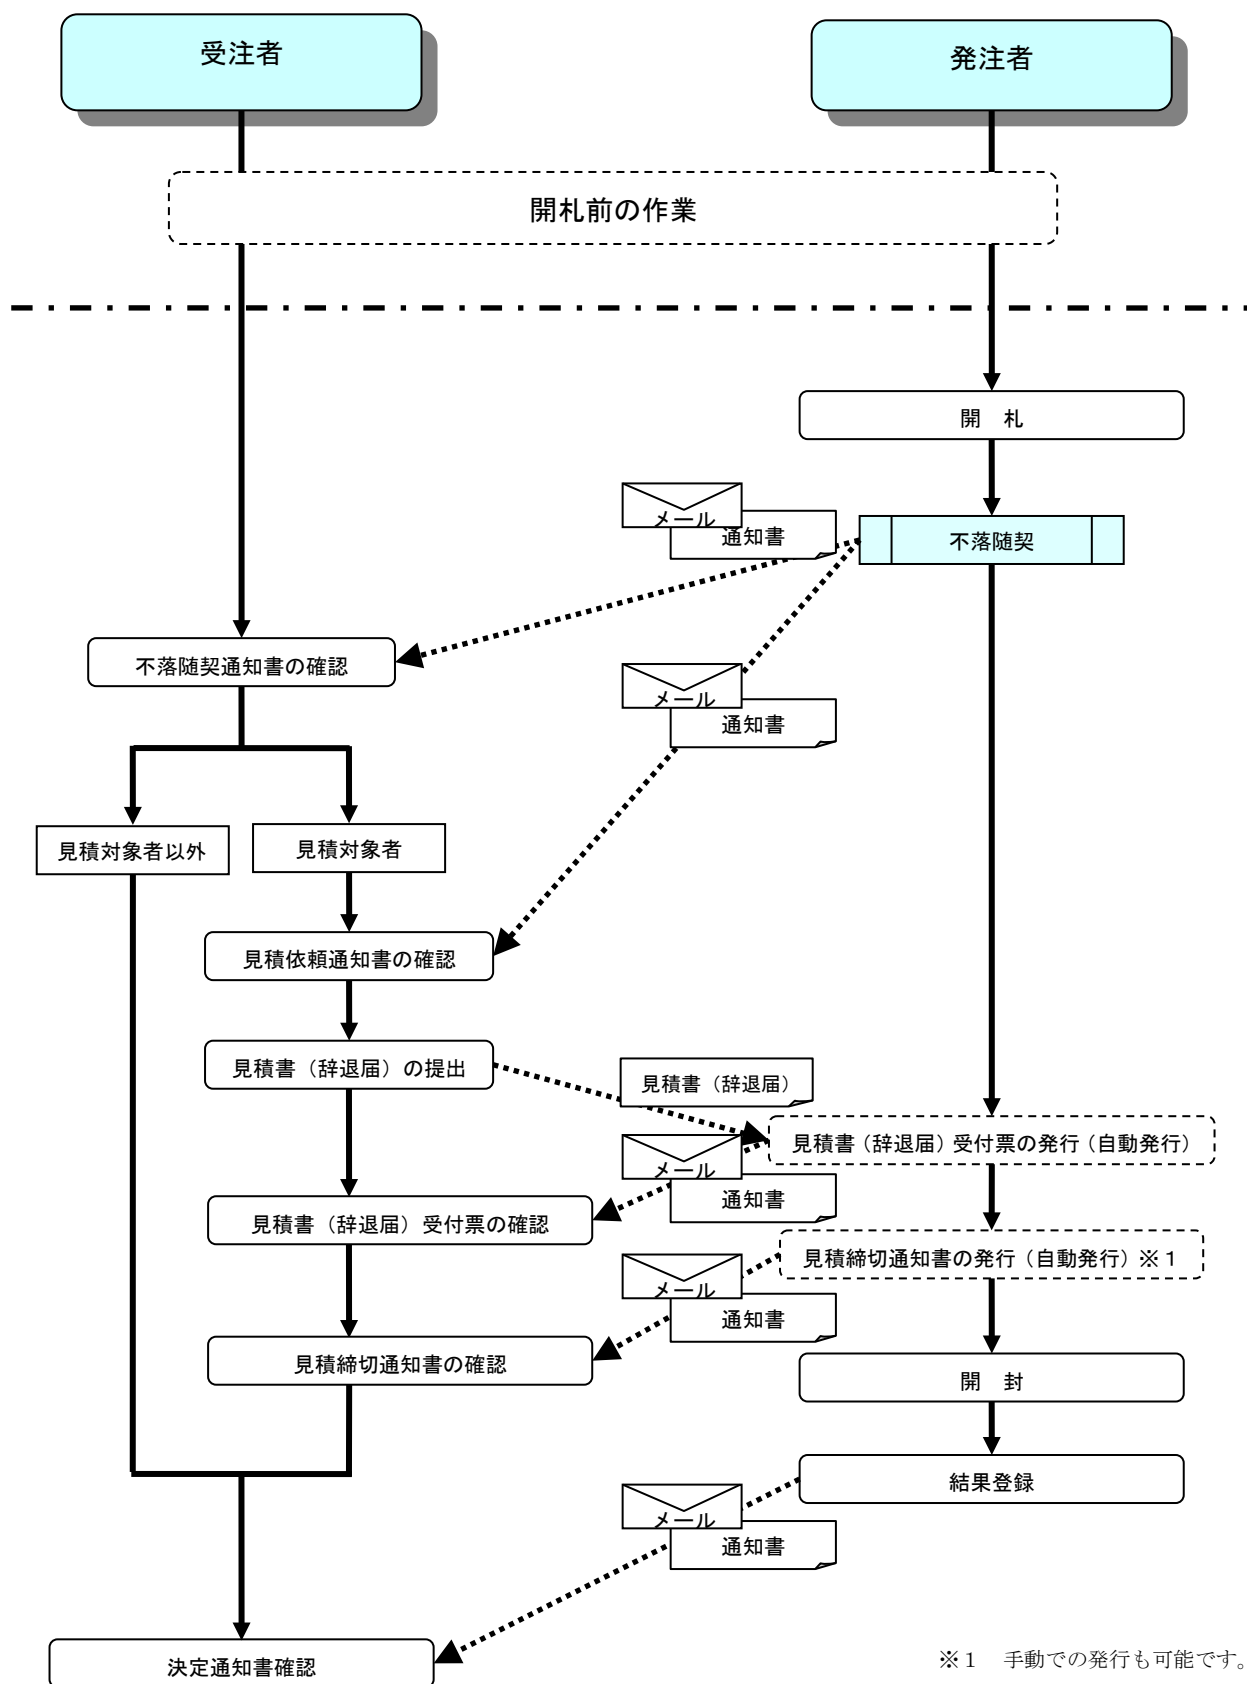 受注者
発注者
開札前の作業
開　札
メール
通知書
不落随契
不落随契通知書の確認
メール
通知書
見積対象者以外
見積対象者
見積依頼通知書の確認
見積書（辞退届）の提出
見積書（辞退届）
見積書（辞退届）受付票の発行（自動発行）
メール
通知書
見積書（辞退届）受付票の確認
見積締切通知書の発行（自動発行）※１
メール
通知書
見積締切通知書の確認
開　封
結果登録
メール
通知書
決定通知書確認
※１　手動での発行も可能です。